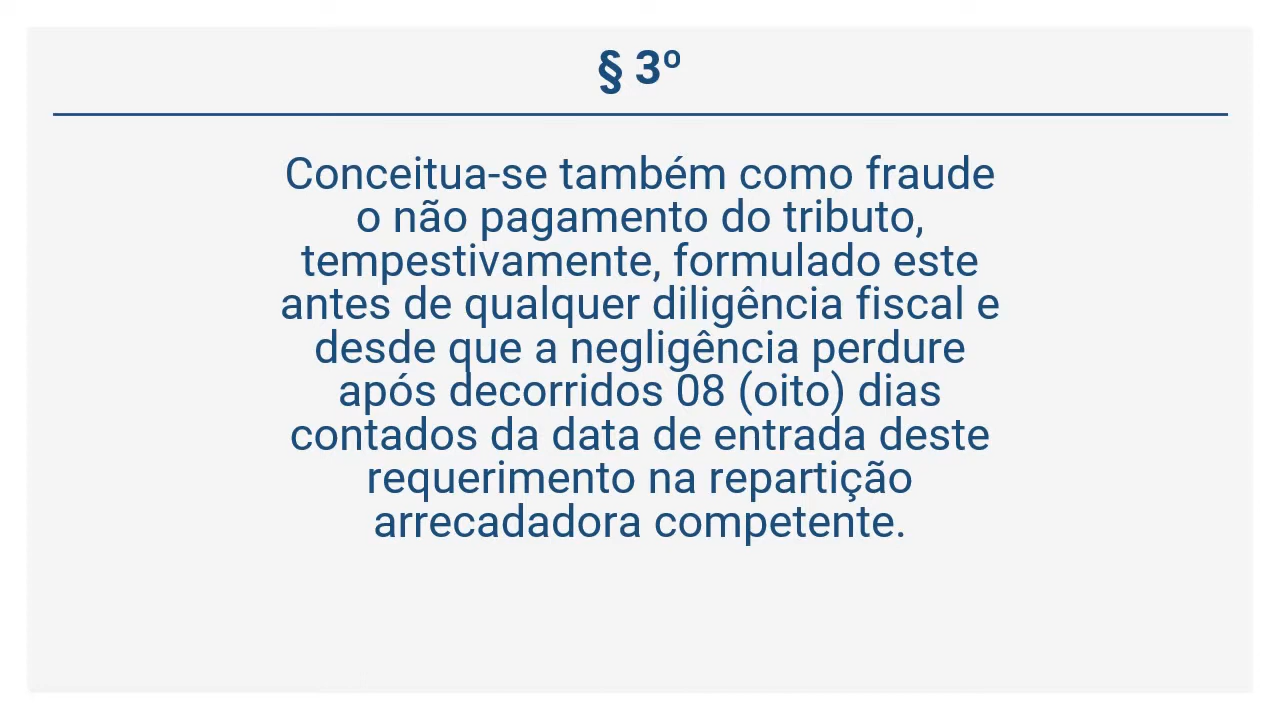 § 3º
Conceitua-se também como fraude
o não pagamento do tributo,
tempestivamente, formulado este
antes de qualquer diligência fiscal e
desde que a negligência perdure
após decorridos 08 (oito) dias
contados da data de entrada deste
requerimento na repartição
arrecadadora competente.